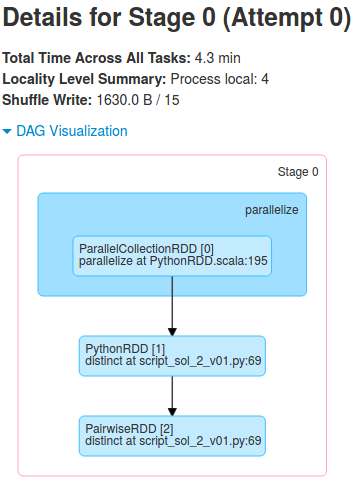 Details for Stage 0 (Attempt 0)
Total Time Across All Tasks: 4.3 min
Locality Level Summary: Process local: 4
Shuffle Write: 1630.0 B / 15
DAG Visualization
Stage 0
parallelize
ParallelCollectionRDD [0]
parallelize at PythonRDD.scala:195
PythonRDD [1]
distinct at script_sol_2_v01.py:69
PairwiseRDD [2]
distinct at script_sol_2_v01.py:69